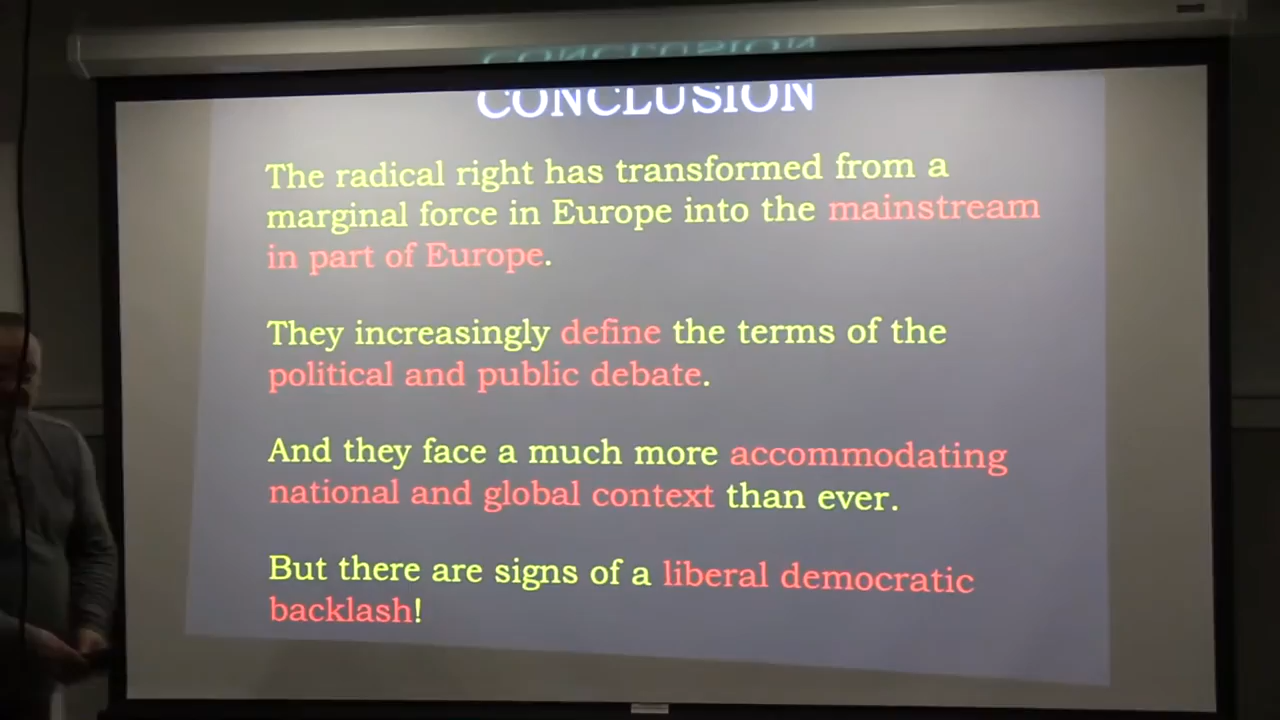 CONCLUSION
The radical right has transformed from a
marginal force in Europe into the mainstream
in part of Europe.
They increasingly define the terms of the
political and public debate.
And they face a much more accommodating
national and global context than ever.
But there are signs of a liberal democratic
backlash!